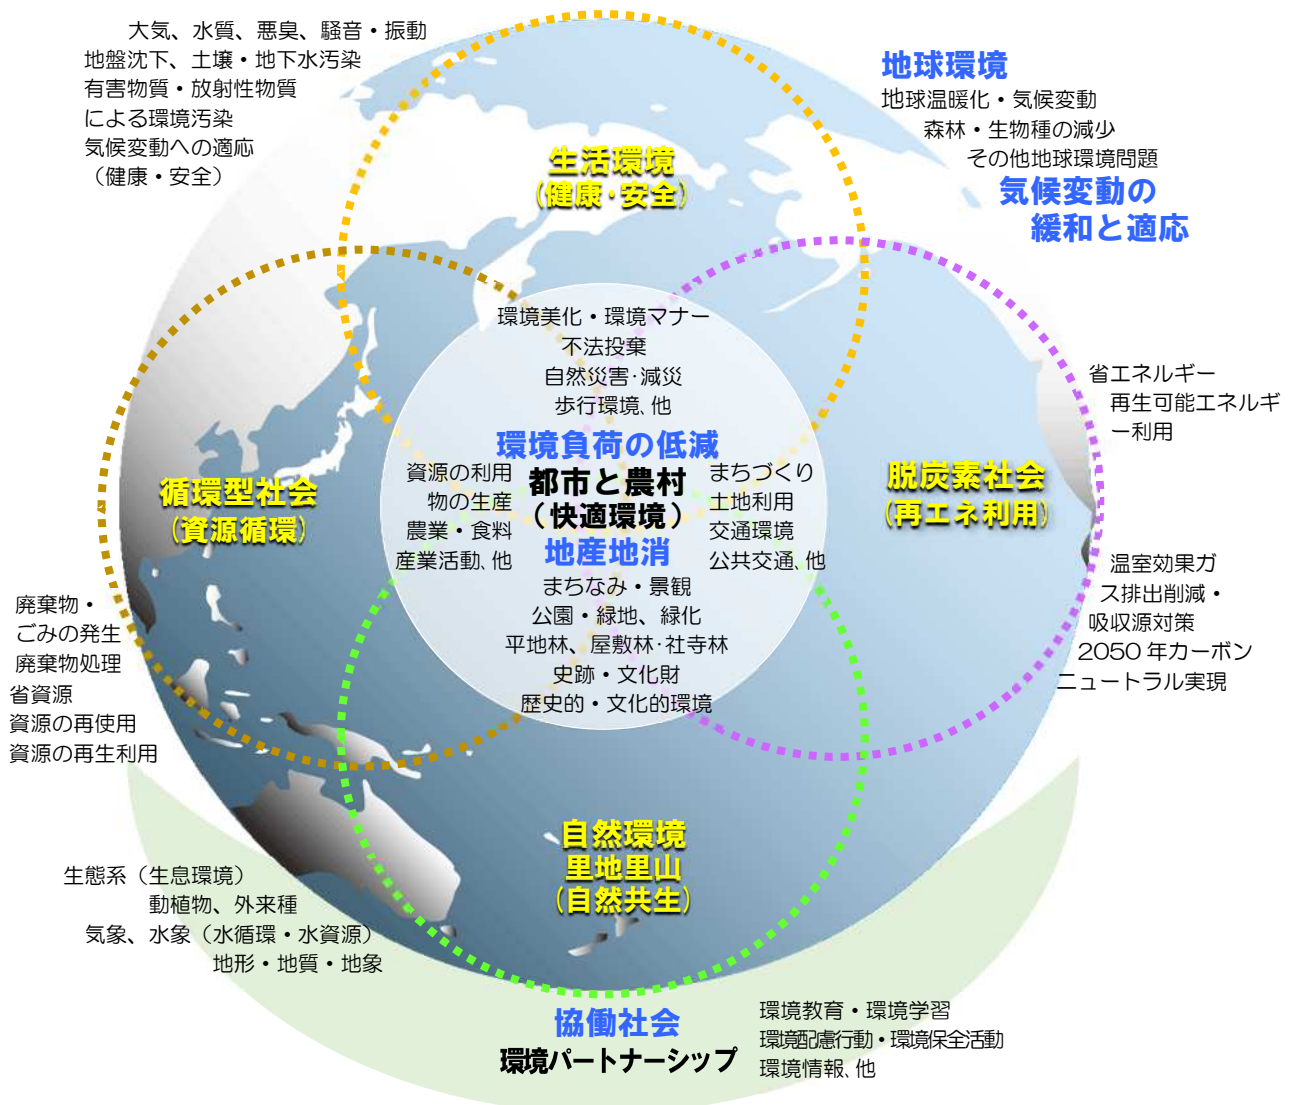 大気、水質、悪臭、騒音・振動
地盤沈下、土壌・地下水汚染
有害物質・放射性物質
による環境汚染
気候変動への適応
（健康・安全）
地球環境
地球温暖化・気候変動
森林・生物種の減少
その他地球環境問題
気候変動の
緩和と適応
生活環境
(健康・安全)
環境美化・環境マナー
不法投棄
自然災害・減災
歩行環境、他
環境負荷の低減
都市と農村
（快適環境）
地産地消
資源の利用
物の生産
農業・食料
産業活動、他
まちづくり
土地利用
交通環境
公共交通、他
まちなみ・景観
公園・緑地、緑化
平地林、屋敷林・社寺林
史跡・文化財
歴史的・文化的環境
循環型社会
(資源循環)
廃棄物・
ごみの発生
廃棄物処理
省資源
資源の再使用
資源の再生利用
脱炭素社会
(再エネ利用)
省エネルギー
再生可能エネルギ
ー利用
温室効果ガ
ス排出削減・
吸収源対策
2050 年カーボン
ニュートラル実現
自然環境
里地里山
(自然共生)
生態系（生息環境）
動植物、外来種
気象、水象（水循環・水資源）
地形・地質・地象
協働社会
環境パートナーシップ
環境教育・環境学習
環境配慮行動・環境保全活動
環境情報、他